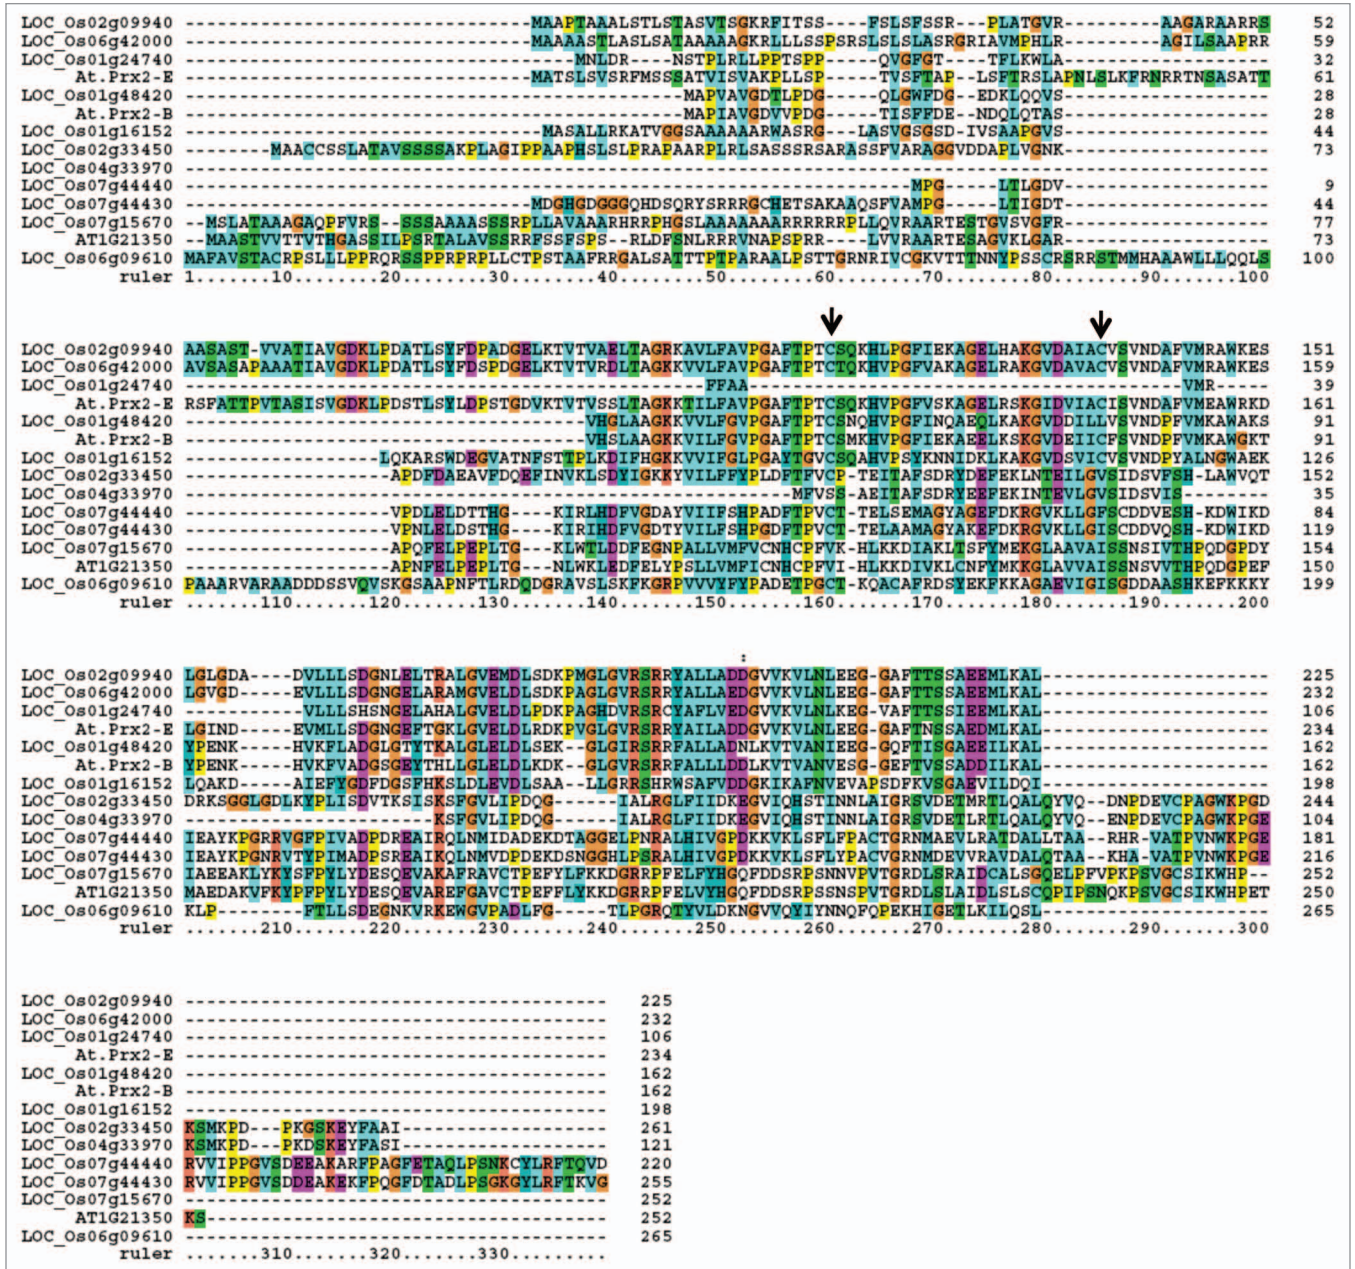 LOC_Os02g09940 --------------------------------MAAPTAAALSTLSTASVTSGKRFITSS----FSLSFSSR---PLATGVR---------AAGARAARRS 52
LOC_Os06g42000 --------------------------------MAAAASTLASLSATAAAAAGKRLLLSSPSRSLSLSLASRGRIAVMPHLR---------AGILSAAPRR 59
LOC_Os01g24740 ------------------------------------MNLDR--NSTPLRLLPPTSPP----QVGFGT---TFLKWLA------------------- 32
At.Prx2-E --------------------------------MATSLSVSRFMSSSATVISVAKPLLSP----TVSFTAP---LSFTRSLAPNLSLKFRNRRTNSASATT 61
LOC_Os01g48420 ----------------------------------------------MAPVAVGDTLPDG-----QLGWFDG--EDKLQQVS------------------- 28
At.Prx2-B ----------------------------------------------MAPIAVGDVVPDG-----TISFFDE--NDQLQTAS------------------- 28
LOC_Os01g16152 ---------------------------------MASALLRKATVGGSAAAAAARWASRG----LASVGSGSD-IVSAAPGVS------------------ 44
LOC_Os02g33450 --------MAACCSSLATAVSSSSAKPLAGIPPAAPHSLSLPRAPAARPLRLSASSSRSARASSFVARAGGVDDAPLVGNK------------------- 73
LOC_Os04g33970 ----------------------------------------------------------------------------------------------------
LOC_Os07g44440 -------------------------------------------------------------------MPG-----LTLGDV------------------- 9
LOC_Os07g44430 --------------------------------MDGHGDGGGQHDSQRYSRRRGCHETSAKAAQSFVAMPG-----LTIGDT------------------- 44
LOC_Os07g15670 --MSLATAAAGAQPFVRS--SSSAAAASSSRPLLAVAAARHRRPHGSLAAAAAARRRRRRPLLQVRAARTESTGVSVGFR------------------- 77
AT1G21350 --MAASTVVTTVTHGASSILPSRTALAVSSRRFSSFSPS---RLDFSNLRRRVNAPSPRR---LVVRAARTESAGVKLGAR------------------- 73
LOC_Os06g09610 MAFAVSTACRPSLLLPPRQRSSPPRPRPLLCTPSTAAFRRGALSATTTPTPARAALPSTTGRNRIVCGKVTTTNNYPSSCRSRRSTMMHAAAWLLLQQLS 100
ruler 1.......10........20........30........40........50........60........70........80........90.......100
LOC_Os02g09940 AASAST-VVATIAVGDKLPDATLSYFDPADGELKTVTVAELTAGRKAVLFAVPGAFTPTCSQKHLPGFIEKAGELHAKGVDAIACVSVNDAFVMRAWKES 151
LOC_Os06g42000 AVSASAPAAATIAVGDKLPDATLSYFDSPDGELKTVTVRDLTAGKKVVLFAVPGAFTPTCTQKHVPGFVAKAGELRAKGVDAVACVSVNDAFVMRAWKES 159
LOC_Os01g24740 ------------------------------------------------FFAA----------------------------------------VMR----- 39
At.Prx2-E RSFATTPVTASISVGDKLPDSTLSYLDPSTGDVKTVTVSSLTAGKKTILFAVPGAFTPTCSQKHVPGFVSKAGELRSKGIDVIACISVNDAFVMEAWRKD 161
LOC_Os01g48420 -------------------------------------VHGLAAGKKVILFGVPGAFTPTCSNQHVPGFINQAEQLKAKGVDDILLVSVNDPFVMKAWAKS 91
At.Prx2-B -------------------------------------VHSLAAGKKVILFGVPGAFTPTCSMKHVPGFIEKAEELKSKGVDEIICFSVNDPFVMKAWGKT 91
LOC_Os01g16152 ------------------LQKARSWDEGVATNFSTTPLKDIFHGKKVVIFGLPGAYTGVCSQAHVPSYKNNIDKLKAKGVDSVICVSVNDPYALNGWAEK 126
LOC_Os02g33450 -------------------APDFDAEAVFDQEFINVKLSDYIGKKYVILFFYPLDFTFVCP-TEITAFSDRYDEFEKLNTEILGVSIDSVFSH-LAWVQT 152
LOC_Os04g33970 --------------------------------------------------------MFVSS-AEITAFSDRYEEFEKINTEVLGVSIDSVIS-------- 35
LOC_Os07g44440 -------------------VPDLELDTTHG----KIRLHDFVGDAYVIIFSHPADFTPVCT-TELSEMAGYAGEFDKRGVKLLGFSCDDVESH-KDWIKD 84
LOC_Os07g44430 -------------------VPNLELDSTHG----KIRIHDFVGDTYVILFSHPGDFTPVCT-TELAAMAGYAKEFDKRGVKLLGISCDDVQSH-KDWIKD 119
LOC_Os07g15670 -------------------APQFELPEPLTG---KLWTLDDFEGNPALLVMFVCNHCPFVK-HLKKDIAKLTSFYMEKGLAAVAISSNSIVTHPQDGPDY 154
AT1G21350 -------------------APNFELPEPLTG---NLWKLEDFELYPSLLVMFICNHCPFVI-HLKKDIVKLCNFYMKKGLAVVAISSNSVVTHPQDGPEF 150
LOC_Os06g09610 PAAARVARAADDDSSVQVSKGSAAPNFTLRDQDGRAVSLSKFKGRPVVVYFYPADETPGCT-KQACAFRDSYEKFKKAGAEVIGISGDDAASHKEFKKKY 199
ruler .......110.......120.......130.......140.......150.......160.......170.......180.......190.......200
:
LOC_Os02g09940 LGLGDA----DVLLLSDGNLELTRALGVEMDLSDKPMGLGVRSRRYALLADDGVVKVLNLEEG-GAFTTSSAEEMLKAL--------------------- 225
LOC_Os06g42000 LGVGD-----EVLLLSDGNGELARAMGVELDLSDKPAGLGVRSRRYALLAEDGVVKVLNLEEG-GAFTTSSAEEMLKAL--------------------- 232
LOC_Os01g24740 -----------VLLLSHSNGELAHALGVELDLPDKPAGHDVRSRCYAFLVEDGVVKVLNLKEG-VAFTTSSIEEMLKAL--------------------- 106
At.Prx2-E LGIND-----EVMLLSDGNGEFTGKLGVELDLRDKPVGLGVRSRRYAILADDGVVKVLNLEEG-GAFTNSSAEDMLKAL--------------------- 234
LOC_Os01g48420 YPENK-----HVKFLADGLGTYTKALGLELDLSEK--GLGIRSRRFALLADNLKVTVANIEEG-GQFTISGAEEILKAL--------------------- 162
At.Prx2-B YPENK-----HVKFVADGSGEYTHLLGLELDLKDK--GLGVRSRRFALLLDDLKVTVANVESG-GEFTVSSADDILKAL--------------------- 162
LOC_Os01g16152 LQAKD-----AIEFYGDFDGSFHKSLDLEVDLSAA--LLGRRSHRWSAFVDDGKIKAFNVEVAPSDFKVSGAEVILDQI--------------------- 198
LOC_Os02g33450 DRKSGGLGDLKYPLISDVTKSISKSFGVLIPDQG------IALRGLFIIDKEGVIQHSTINNLAIGRSVDETMRTLQALQYVQ--DNPDEVCPAGWKPGD 244
LOC_Os04g33970 -----------------------KSFGVLIPDQG------IALRGLFIIDKEGVIQHSTINNLAIGRSVDETLRTLQALQYVQ--ENPDEVCPAGWKPGE 104
LOC_Os07g44440 IEAYKPGRRVGFPIVADPDREAIRQLNMIDADEKDTAGGELPNRALHIVGPDKKVKLSFLFPACTGRNMAEVLRATDALLTAA--RHR-VATPVNWKPGE 181
LOC_Os07g44430 IEAYKPGNRVTYPIMADPSREAIKQLNMVDPDEKDSNGGHLPSRALHIVGPDKKVKLSFLYPACVGRNMDEVVRAVDALQTAA--KHA-VATPVNWKPGE 216
LOC_Os07g15670 IAEEAKLYKYSFPYLYDESQEVAKAFRAVCTPEFYLFKKDGRRPFELFYHGQFDDSRPSNNVPVTGRDLSRAIDCALSGQELPFVPKPSVGCSIKWHP-- 252
AT1G21350 MAEDAKVFKYPFPYLYDESQEVAREFGAVCTPEFFLYKKDGRRPFELVYHGQFDDSRPSSNSPVTGRDLSLAIDLSLSCQPIPSNQKPSVGCSIKWHPET 250
LOC_Os06g09610 KLP--------FTLLSDEGNKVRKEWGVPADLFG-----TLPGRQTYVLDKNGVVQYIYNNQFQPEKHIGETLKILQSL--------------------- 265
ruler .......210.......220.......230.......240.......250.......260.......270.......280.......290.......300
LOC_Os02g09940 --------------------------------------- 225
LOC_Os06g42000 --------------------------------------- 232
LOC_Os01g24740 --------------------------------------- 106
At.Prx2-E --------------------------------------- 234
LOC_Os01g48420 --------------------------------------- 162
At.Prx2-B --------------------------------------- 162
LOC_Os01g16152 --------------------------------------- 198
LOC_Os02g33450 KSMKPD---PKGSKEYFAAI------------------- 261
LOC_Os04g33970 KSMKPD---PKDSKEYFASI------------------- 121
LOC_Os07g44440 RVVIPPGVSDEEAKARFPAGFETAQLPSNKCYLRFTQVD 220
LOC_Os07g44430 RVVIPPGVSDDEAKEKFPQGFDTADLPSGKGYLRFTKVG 255
LOC_Os07g15670 --------------------------------------- 252
AT1G21350 KS------------------------------------- 252
LOC_Os06g09610 --------------------------------------- 265
ruler .......310.......320.......330.........